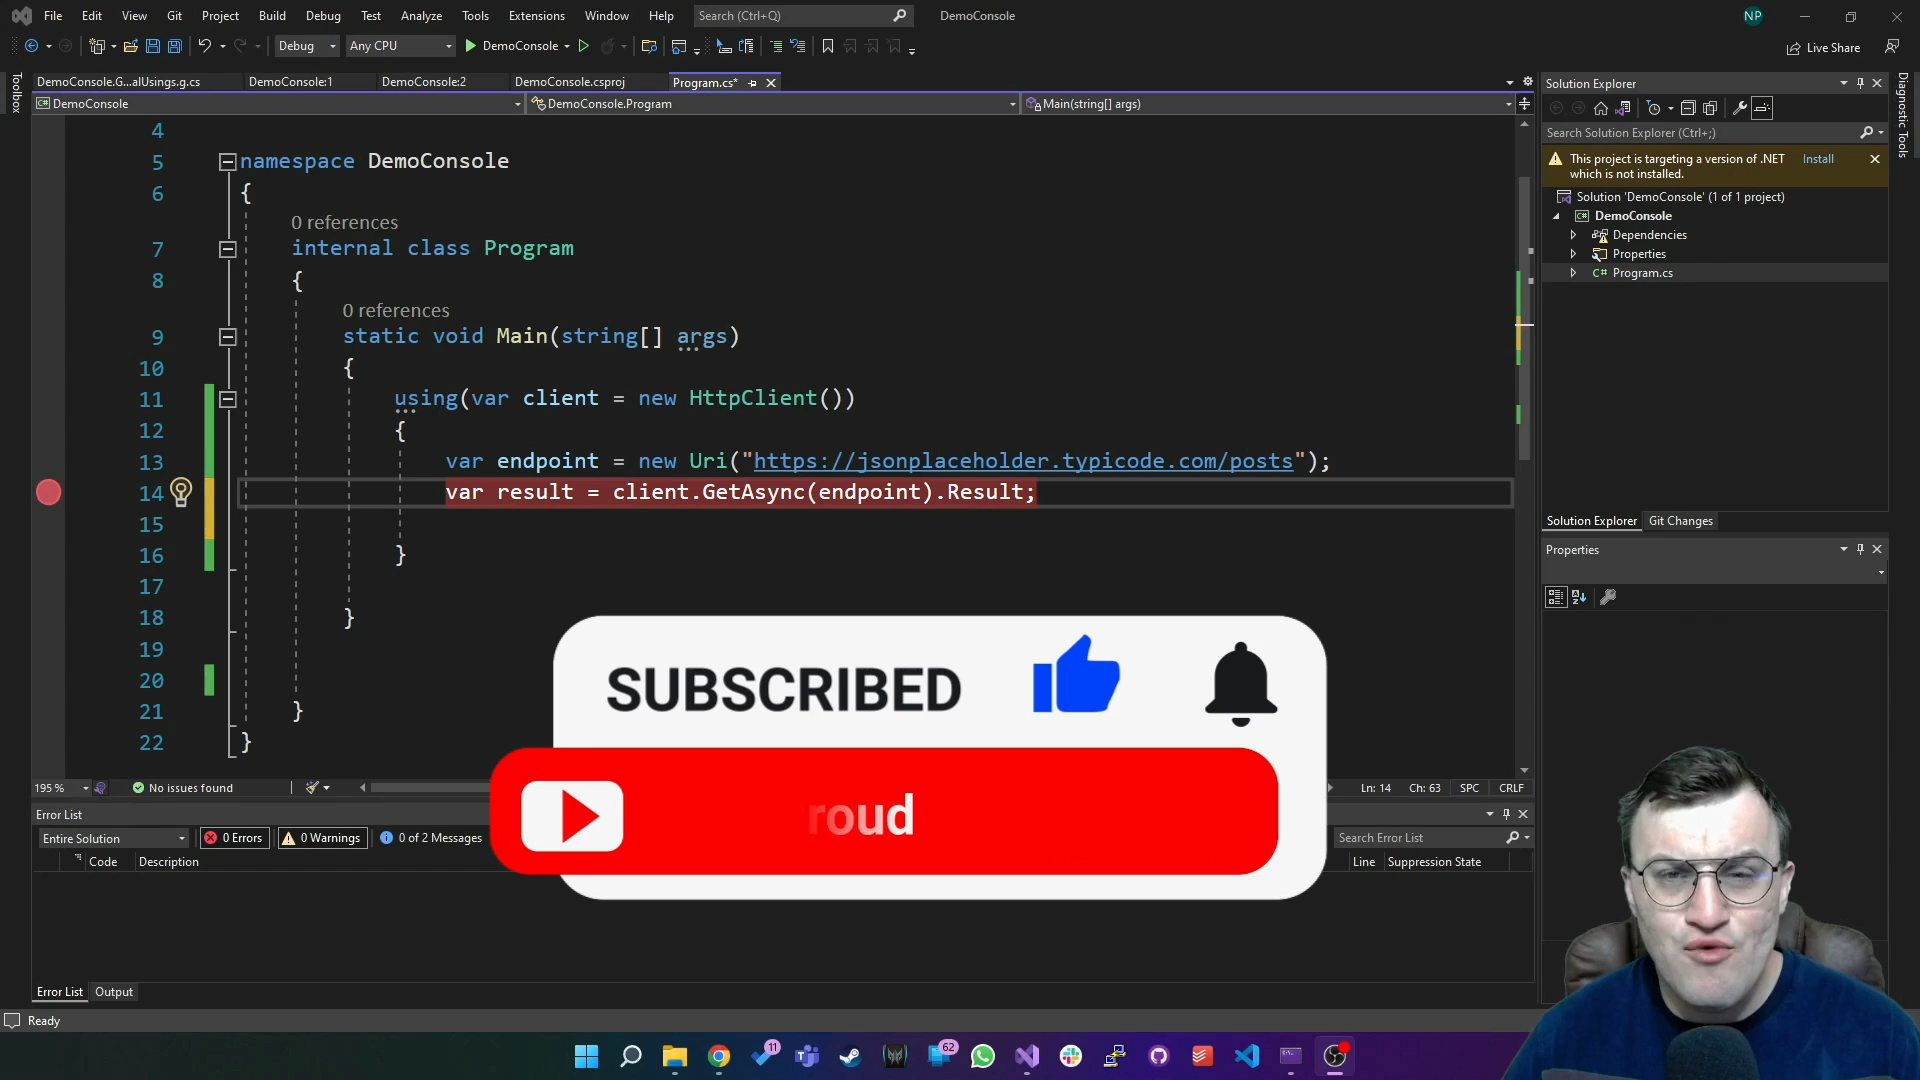 File Edit View Git Project Build Debug Test Analyze Tools Extensions Window Help Search (Ctrl+Q) DemoConsole NP
Debug Any CPU DemoConsole Live Share
Toolbox
DemoConsole.G...alUsings.g.cs DemoConsole:1 DemoConsole:2 DemoConsole.csproj Program.cs*
DemoConsole DemoConsole.Program Main(string[] args)
4
5 namespace DemoConsole
6 {
0 references
7 internal class Program
8 {
0 references
9 static void Main(string[] args)
10 {
11 using(var client = new HttpClient())
12 {
13 var endpoint = new Uri("https://jsonplaceholder.typicode.com/posts");
14 var result = client.GetAsync(endpoint).Result;
15
16 }
17
18 }
19
20
21 }
22 }
195 % No issues found Ln: 14 Ch: 63 SPC CRLF
SUBSCRIBED
roud
Error List
Entire Solution 0 Errors 0 Warnings 0 of 2 Messages Search Error List
Code Description Line Suppression State
Error List Output
Ready
Solution Explorer
Search Solution Explorer (Ctrl+;)
This project is targeting a version of .NET Install
which is not installed.
Solution 'DemoConsole' (1 of 1 project)
DemoConsole
Dependencies
Properties
Program.cs
Solution Explorer Git Changes
Properties
Diagnostic Tools
11
62